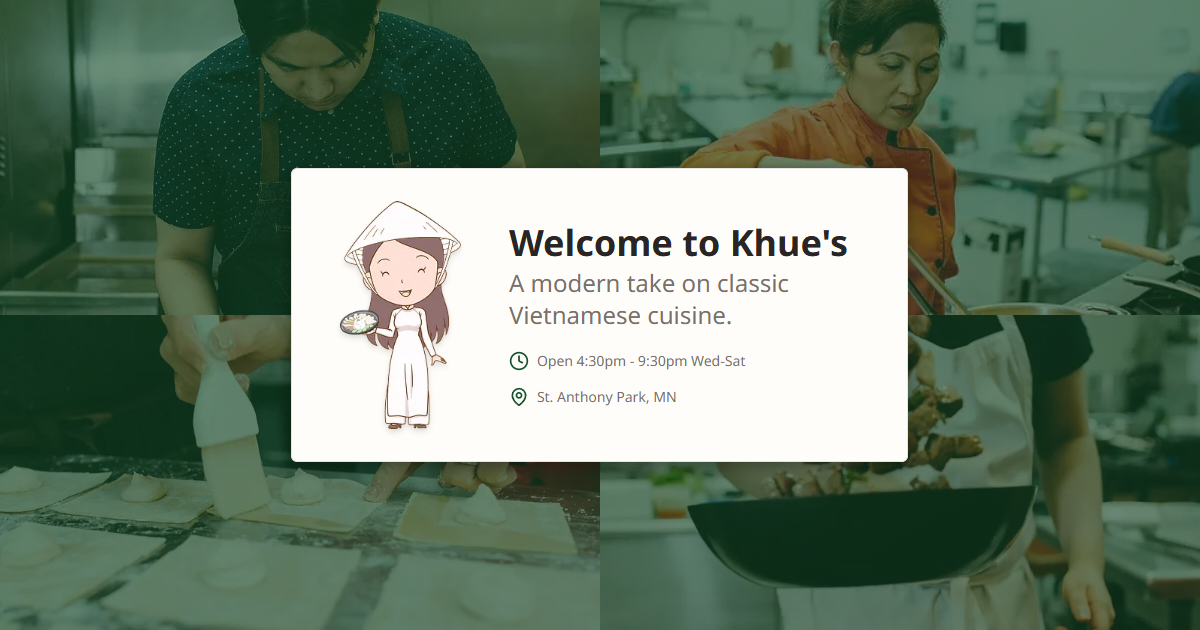 Welcome to Khue's
A modern take on classic
Vietnamese cuisine.
Open 4:30pm - 9:30pm Wed-Sat
St. Anthony Park, MN